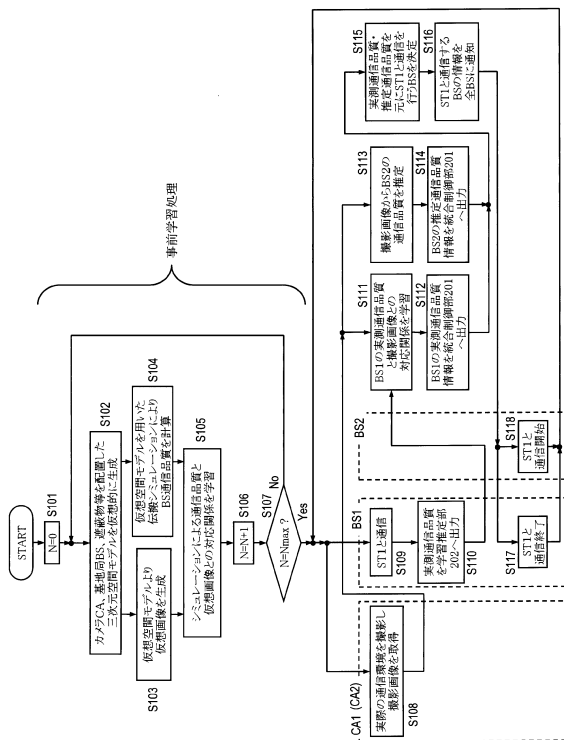 START
N=0
S101
カメラCA、基地局BS、遮蔽物等を配置した
三次元空間モデルを仮想的に生成
S102
仮想空間モデルより
仮想画像を生成
S103
仮想空間モデルを用いた
伝搬シミュレーションにより
BS通信品質を計算
S104
シミュレーションによる通信品質と
仮想画像との対応関係を学習
S105
N=N+1
S106
N=Nmax ?
S107
No
Yes
事前学習処理
CA1 (CA2)
実際の通信環境を撮影し
撮影画像を取得
S108
BS1
ST1と通信
S109
実測通信品質
を学習推定部
202へ出力
S110
BS2
BS1の実測通信品質
と撮影画像との
対応関係を学習
S111
BS1の実測通信品質
情報を統合制御部201
へ出力
S112
撮影画像からBS2の
通信品質を推定
S113
BS2の推定通信品質
情報を統合制御部201
へ出力
S114
実測通信品質・
推定通信品質を
元にST1と通信を
行うBSを決定
S115
ST1と通信する
BSの情報を
全BSに通知
S116
ST1と
通信終了
S117
ST1と
通信開始
S118